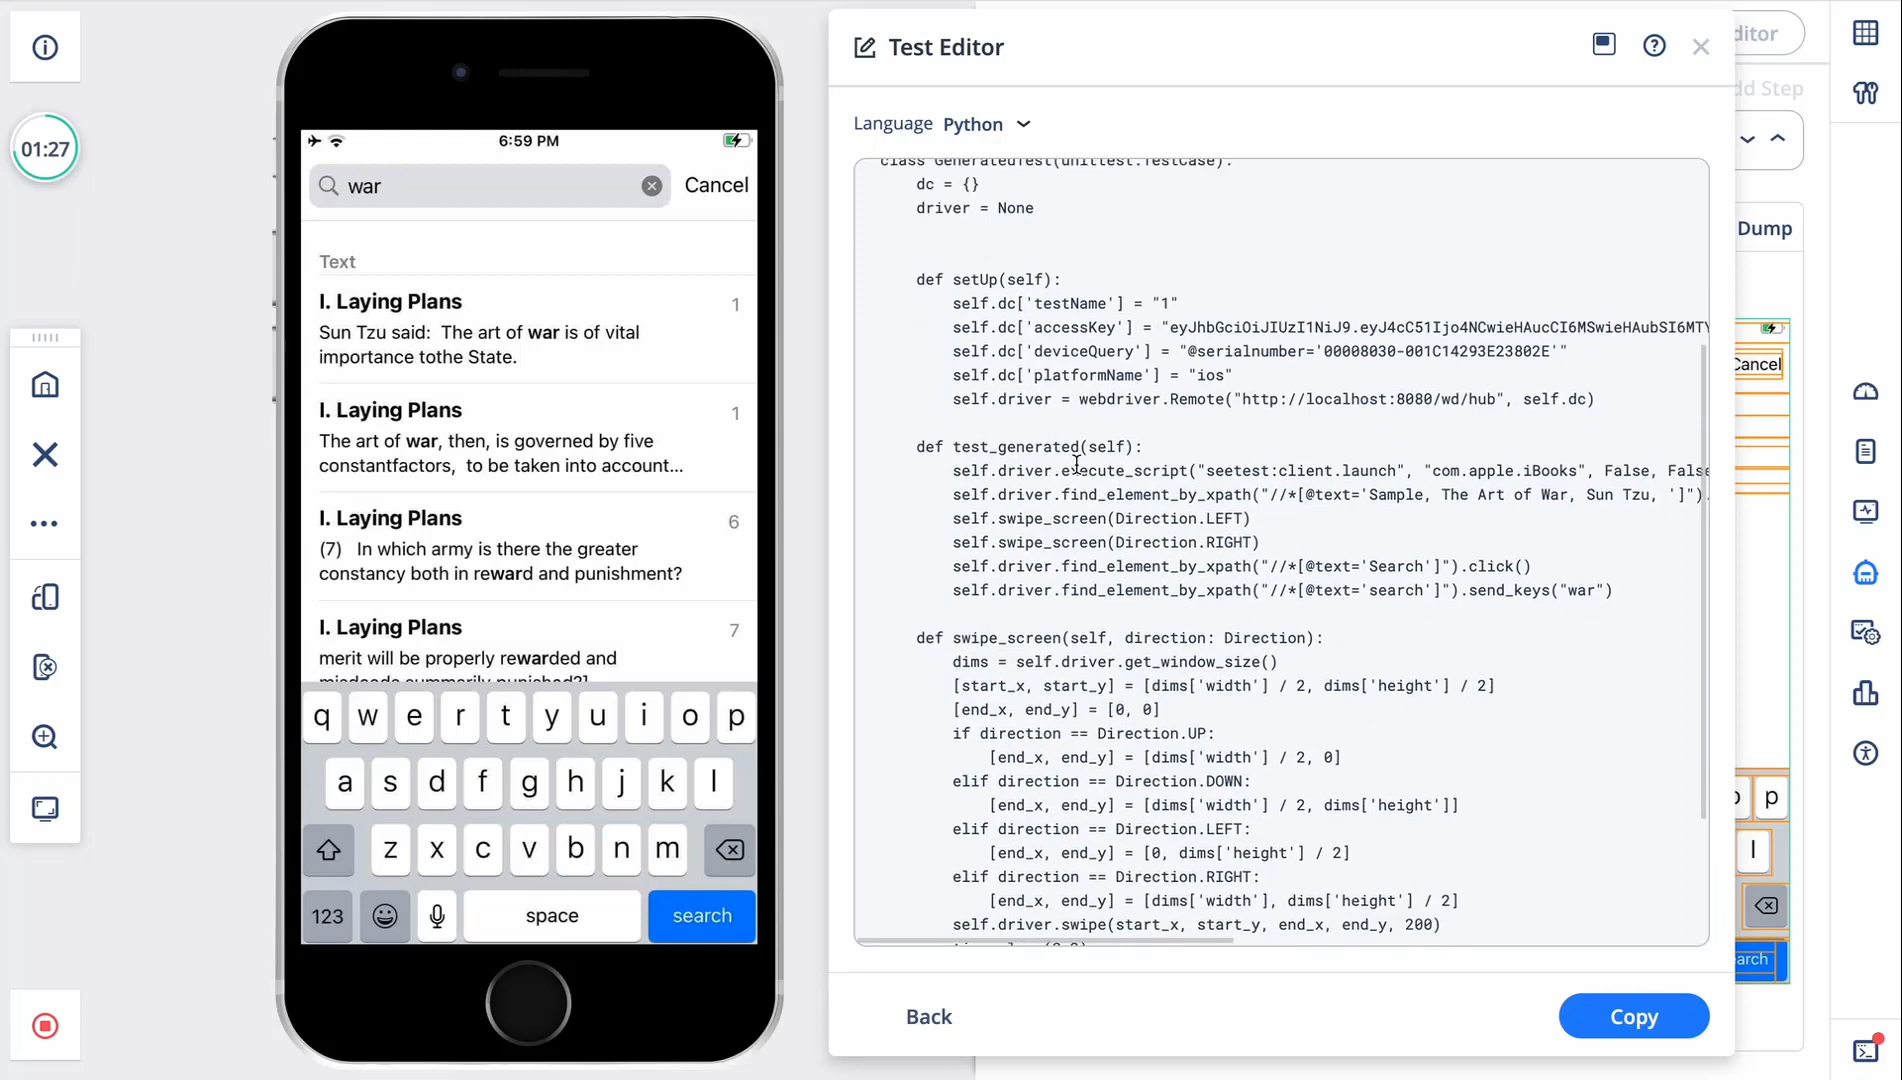 01:27
6:59 PM
war
Cancel
Text
I. Laying Plans
1
Sun Tzu said:  The art of war is of vital
importance tothe State.
I. Laying Plans
1
The art of war, then, is governed by five
constantfactors,  to be taken into account...
I. Laying Plans
6
(7)   In which army is there the greater
constancy both in reward and punishment?
I. Laying Plans
7
merit will be properly rewarded and
misdeeds summarily punished?]
q w e r t y u i o p
a s d f g h j k l
z x c v b n m
123
space
search
Test Editor
Language Python
class GeneratedTest(unittest.TestCase):
dc = {}
driver = None
def setUp(self):
self.dc['testName'] = "1"
self.dc['accessKey'] = "eyJhbGciOiJIUzI1NiJ9.eyJ4cC51Ijo4NCwieHAucCI6MSwieHAubSI6MTY
self.dc['deviceQuery'] = "@serialnumber='00008030-001C14293E23802E'"
self.dc['platformName'] = "ios"
self.driver = webdriver.Remote("http://localhost:8080/wd/hub", self.dc)
def test_generated(self):
self.driver.execute_script("seetest:client.launch", "com.apple.iBooks", False, False
self.driver.find_element_by_xpath("//*[@text='Sample, The Art of War, Sun Tzu, ']").
self.swipe_screen(Direction.LEFT)
self.swipe_screen(Direction.RIGHT)
self.driver.find_element_by_xpath("//*[@text='Search']").click()
self.driver.find_element_by_xpath("//*[@text='search']").send_keys("war")
def swipe_screen(self, direction: Direction):
dims = self.driver.get_window_size()
[start_x, start_y] = [dims['width'] / 2, dims['height'] / 2]
[end_x, end_y] = [0, 0]
if direction == Direction.UP:
[end_x, end_y] = [dims['width'] / 2, 0]
elif direction == Direction.DOWN:
[end_x, end_y] = [dims['width'] / 2, dims['height']]
elif direction == Direction.LEFT:
[end_x, end_y] = [0, dims['height'] / 2]
elif direction == Direction.RIGHT:
[end_x, end_y] = [dims['width'], dims['height'] / 2]
self.driver.swipe(start_x, start_y, end_x, end_y, 200)
Back
Copy
ditor
dd Step
Dump
Cancel
p
l
arch